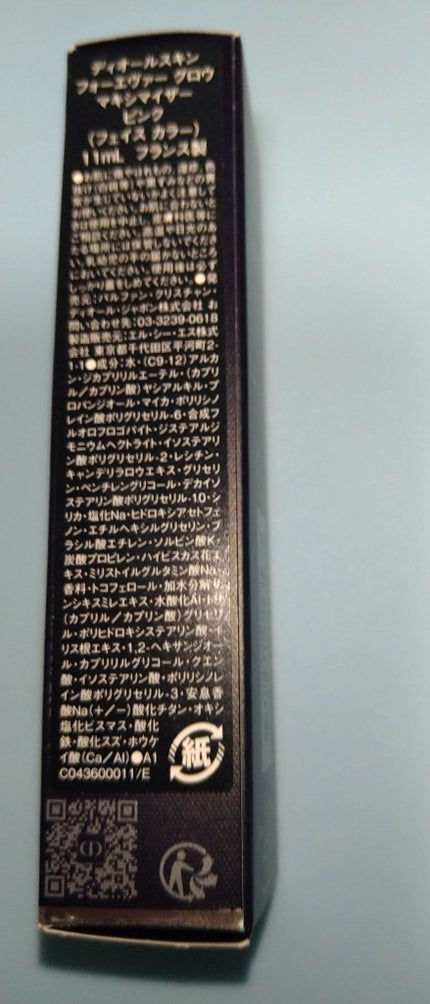 ディオールスキン
フォーエヴァー グロウ
マキシマイザー
ピンク
(フェイス カラー)
11mL フランス製
売元:パルファン・クリスチャン・
ディオール・ジャポン株式会社 お
問い合わせ先:03-3239-0618
製造販売元:エル・シー・エス株式
会社 東京都千代田区平河町2-
1-1●成分:水・(C9-12)アルカ
ン・ジカプリリルエーテル・(カプリ
ル/カプリン酸)ヤシアルキル・プ
ロパンジオール・マイカ・ポリリシノ
レイン酸ポリグリセリル-6・合成フ
ルオロフロゴパイト・ジステアルジ
モニウムヘクトライト・イソステアリ
ン酸ポリグリセリル-2・レシチン・
キャンデリラロウエキス・グリセリ
ン・ペンチレングリコール・デカイソ
ステアリン酸ポリグリセリル-10・シ
リカ・塩化Na・ヒドロキシアセトフェ
ノン・エチルヘキシルグリセリン・ブ
ラシル酸エチレン・ソルビン酸K・
炭酸プロピレン・ハイビスカス花エ
キス・ミリストイルグルタミン酸Na・
香料・トコフェロール・加水分解サ
ンシキスミレエキス・水酸化Al・トリ
(カプリル/カプリン酸)グリセリ
ル・ポリヒドロキシステアリン酸・イ
リス根エキス・1,2-ヘキサンジオー
ル・カプリリルグリコール・クエン
酸・イソステアリン酸・ポリリシノレ
イン酸ポリグリセリル-3・安息香
酸Na(+/−)酸化チタン・オキシ
塩化ビスマス・酸化
鉄・酸化スズ・ホウケ
イ酸(Ca/Al)●A1
C043600011/E
紙